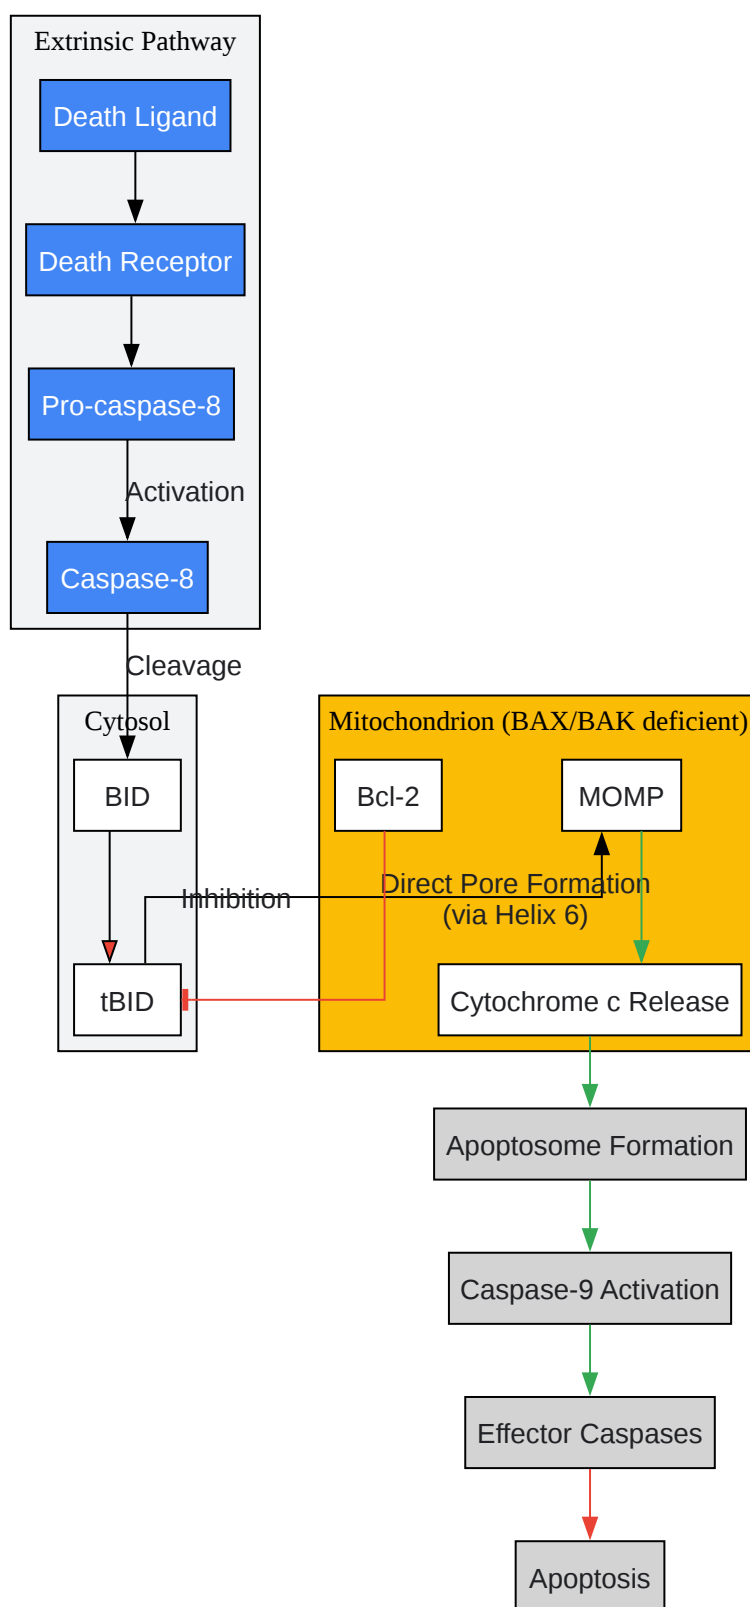 Extrinsic Pathway
Death Ligand
Death Receptor
Pro-caspase-8
Activation
Caspase-8
Cleavage
Cytosol
Mitochondrion (BAX/BAK deficient)
BID
Bcl-2
MOMP
Inhibition
Direct Pore Formation
(via Helix 6)
tBID
Cytochrome c Release
Apoptosome Formation
Caspase-9 Activation
Effector Caspases
Apoptosis